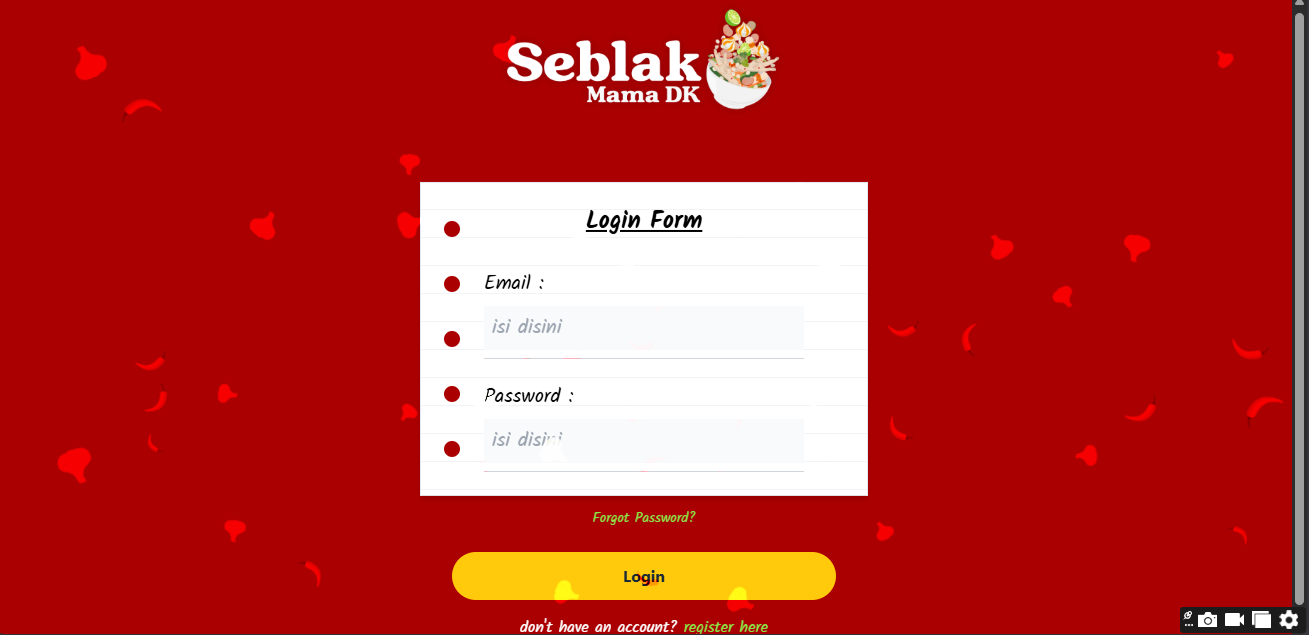 Seblak
Mama DK
Login Form
Email :
isi disini
Password :
isi disini
Forgot Password?
Login
don't have an account? register here